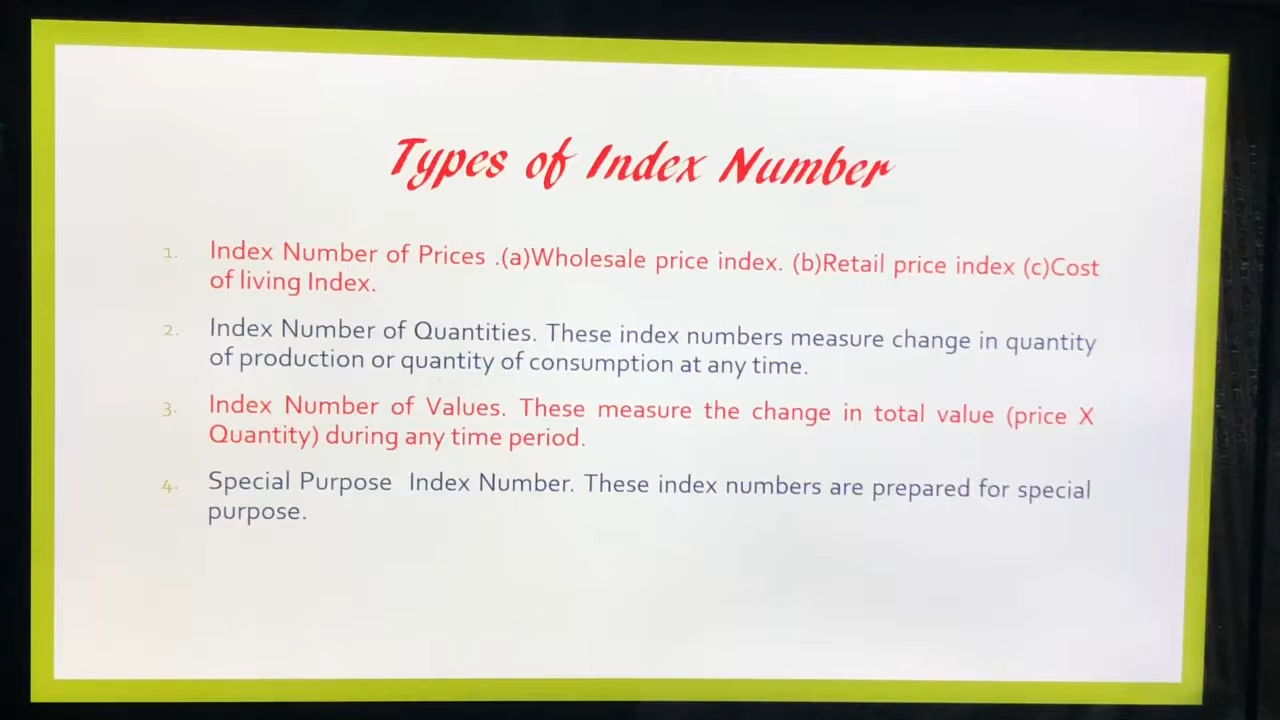 Types of Index Number
1. Index Number of Prices .(a)Wholesale price index. (b)Retail price index (c)Cost
of living Index.
2. Index Number of Quantities. These index numbers measure change in quantity
of production or quantity of consumption at any time.
3. Index Number of Values. These measure the change in total value (price X
Quantity) during any time period.
4. Special Purpose Index Number. These index numbers are prepared for special
purpose.